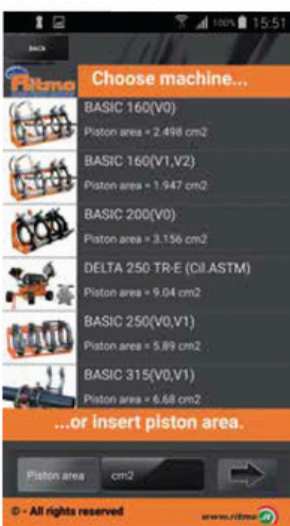 100% 15:51
BACK
Ritmo
Choose machine...
BASIC 160(V0)
Piston area = 2.498 cm2
BASIC 160(V1,V2)
Piston area = 1.947 cm2
BASIC 200(V0)
Piston area = 3.156 cm2
DELTA 250 TR-E (Cil.ASTM)
Piston area = 9.04 cm2
BASIC 250(V0,V1)
Piston area = 5.89 cm2
BASIC 315(V0,V1)
Piston area = 6.68 cm2
...or insert piston area.
Piston area cm2
© - All rights reserved www.ritmo.it